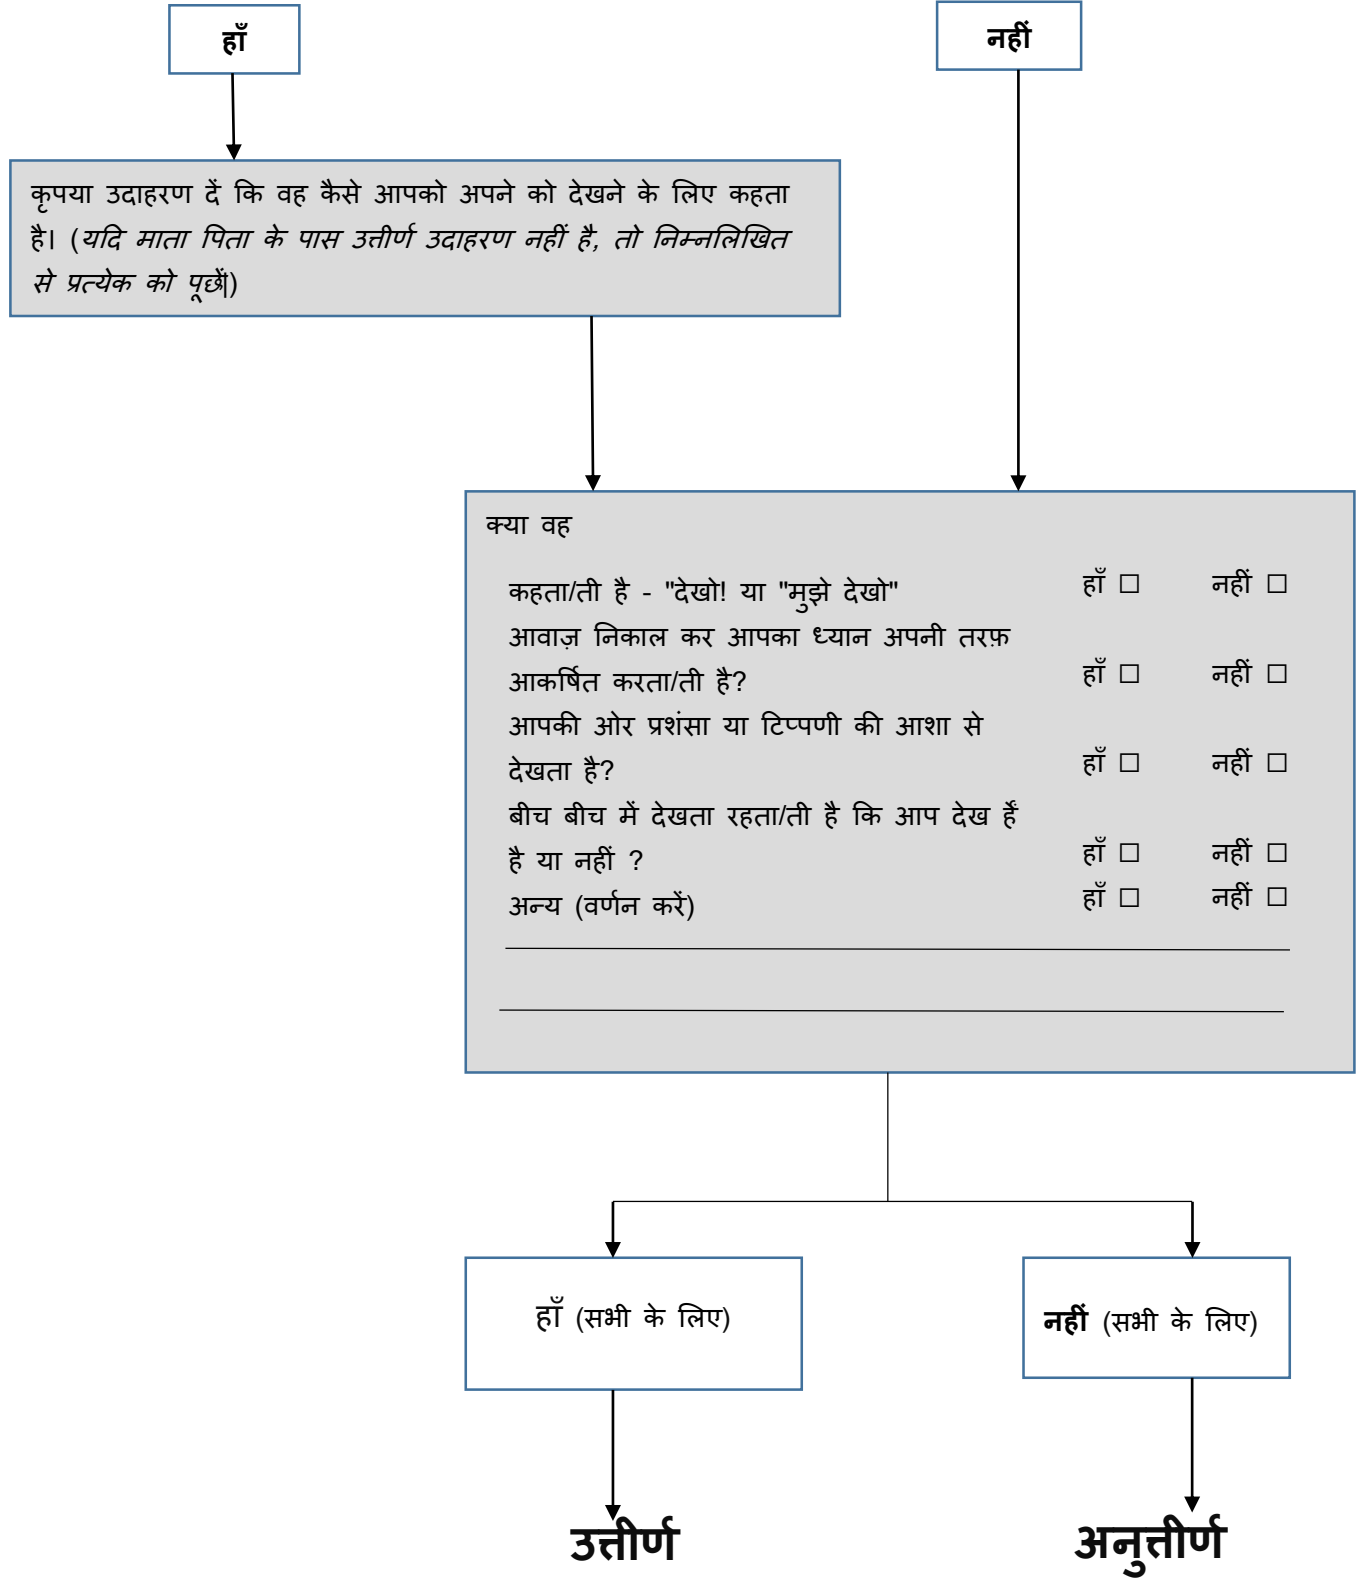 हाँ
नहीं
कृपया उदाहरण दें कि वह कैसे आपको अपने को देखने के लिए कहता
है। (यदि माता पिता के पास उत्तीर्ण उदाहरण नहीं है, तो निम्नलिखित
से प्रत्येक को पूछें|)
क्या वह
कहता/ती है - "देखो! या "मुझे देखो" हाँ □ नहीं □
आवाज़ निकाल कर आपका ध्यान अपनी तरफ़
आकर्षित करता/ती है? हाँ □ नहीं □
आपकी ओर प्रशंसा या टिप्पणी की आशा से
देखता है? हाँ □ नहीं □
बीच बीच में देखता रहता/ती है कि आप देख हैं
है या नहीं ? हाँ □ नहीं □
अन्य (वर्णन करें) हाँ □ नहीं □
हाँ (सभी के लिए)
नहीं (सभी के लिए)
उत्तीर्ण
अनुत्तीर्ण